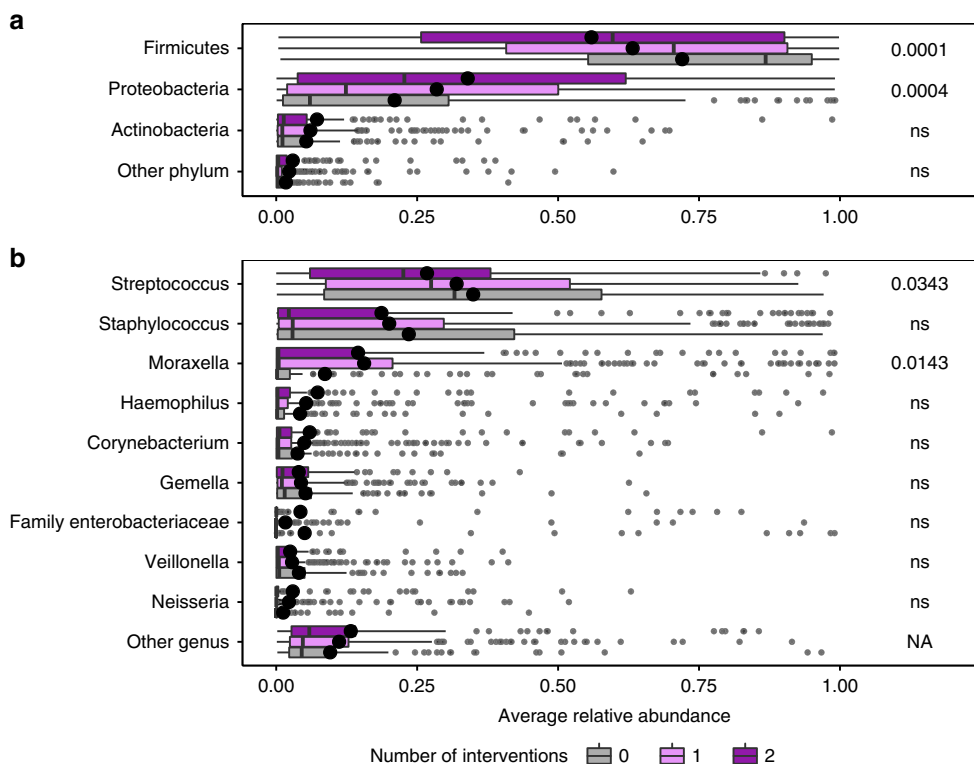 a
Firmicutes 0.0001
Proteobacteria 0.0004
Actinobacteria ns
Other phylum ns
0.00 0.25 0.50 0.75 1.00
b
Streptococcus 0.0343
Staphylococcus ns
Moraxella 0.0143
Haemophilus ns
Corynebacterium ns
Gemella ns
Family enterobacteriaceae ns
Veillonella ns
Neisseria ns
Other genus NA
0.00 0.25 0.50 0.75 1.00
Average relative abundance
Number of interventions 0 1 2